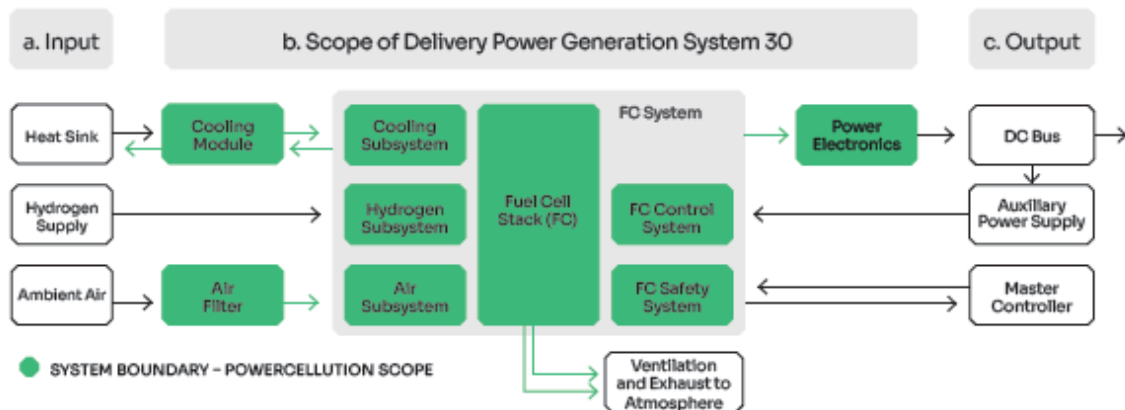 a. Input
b. Scope of Delivery Power Generation System 30
c. Output
Heat Sink
Cooling
Module
Cooling
Subsystem
FC System
Power
Electronics
DC Bus
Hydrogen
Supply
Hydrogen
Subsystem
Fuel Cell
Stack (FC)
FC Control
System
Auxilliary
Power Supply
Ambient Air
Air
Filter
Air
Subsystem
FC Safety
System
Master
Controller
SYSTEM BOUNDARY – POWERCELLUTION SCOPE
Ventilation
and Exhaust to
Atmosphere